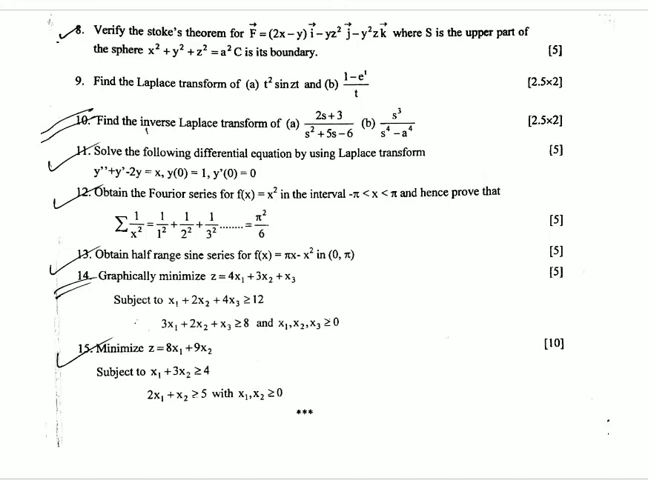 8. Verify the stoke's theorem for F⃗ = (2x – y) i⃗ – yz² j⃗ – y²z k⃗ where S is the upper part of
the sphere x² + y² + z² = a² C is its boundary. [5]
9. Find the Laplace transform of (a) t² sinzt and (b) (1 – eᵗ)/t [2.5×2]
10. Find the inverse Laplace transform of (a) (2s + 3)/(s² + 5s – 6) (b) s³/(s⁴ – a⁴) [2.5×2]
11. Solve the following differential equation by using Laplace transform [5]
y''+y'-2y = x, y(0) = 1, y'(0) = 0
12. Obtain the Fourior series for f(x) = x² in the interval -π < x < π and hence prove that
∑ 1/x² = 1/1² + 1/2² + 1/3² ........ = π²/6 [5]
13. Obtain half range sine series for f(x) = πx- x² in (0, π) [5]
14. Graphically minimize z = 4x₁ + 3x₂ + x₃ [5]
Subject to x₁ + 2x₂ + 4x₃ ≥ 12
3x₁ + 2x₂ + x₃ ≥ 8 and x₁, x₂, x₃ ≥ 0
15. Minimize z = 8x₁ + 9x₂ [10]
Subject to x₁ + 3x₂ ≥ 4
2x₁ + x₂ ≥ 5 with x₁, x₂ ≥ 0
***